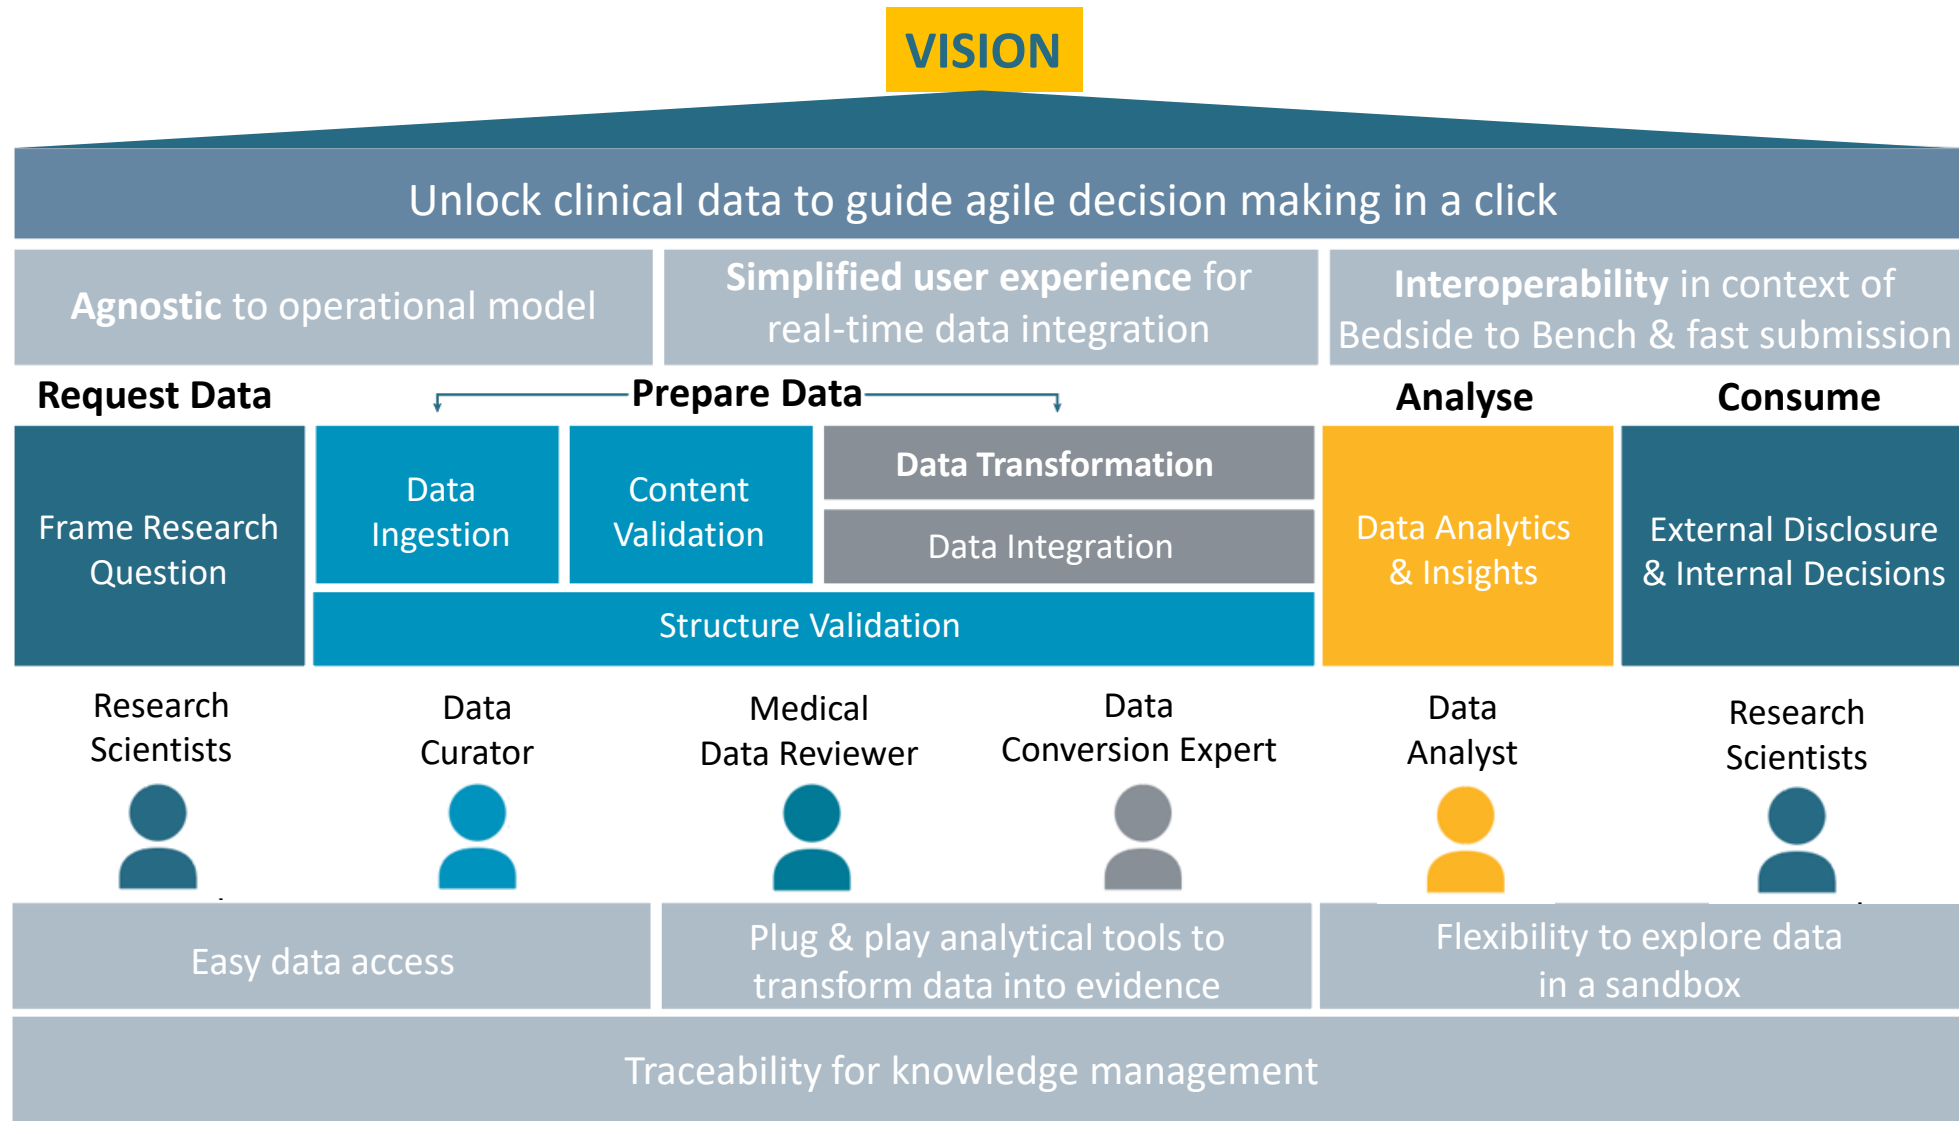 VISION
Unlock clinical data to guide agile decision making in a click
Agnostic to operational model
Simplified user experience for
real-time data integration
Interoperability in context of
Bedside to Bench & fast submission
Request Data
Prepare Data
Analyse
Consume
Frame Research
Question
Data
Ingestion
Content
Validation
Data Transformation
Data Integration
Structure Validation
Data Analytics
& Insights
External Disclosure
& Internal Decisions
Research
Scientists
Data
Curator
Medical
Data Reviewer
Data
Conversion Expert
Data
Analyst
Research
Scientists
Easy data access
Plug & play analytical tools to
transform data into evidence
Flexibility to explore data
in a sandbox
Traceability for knowledge management